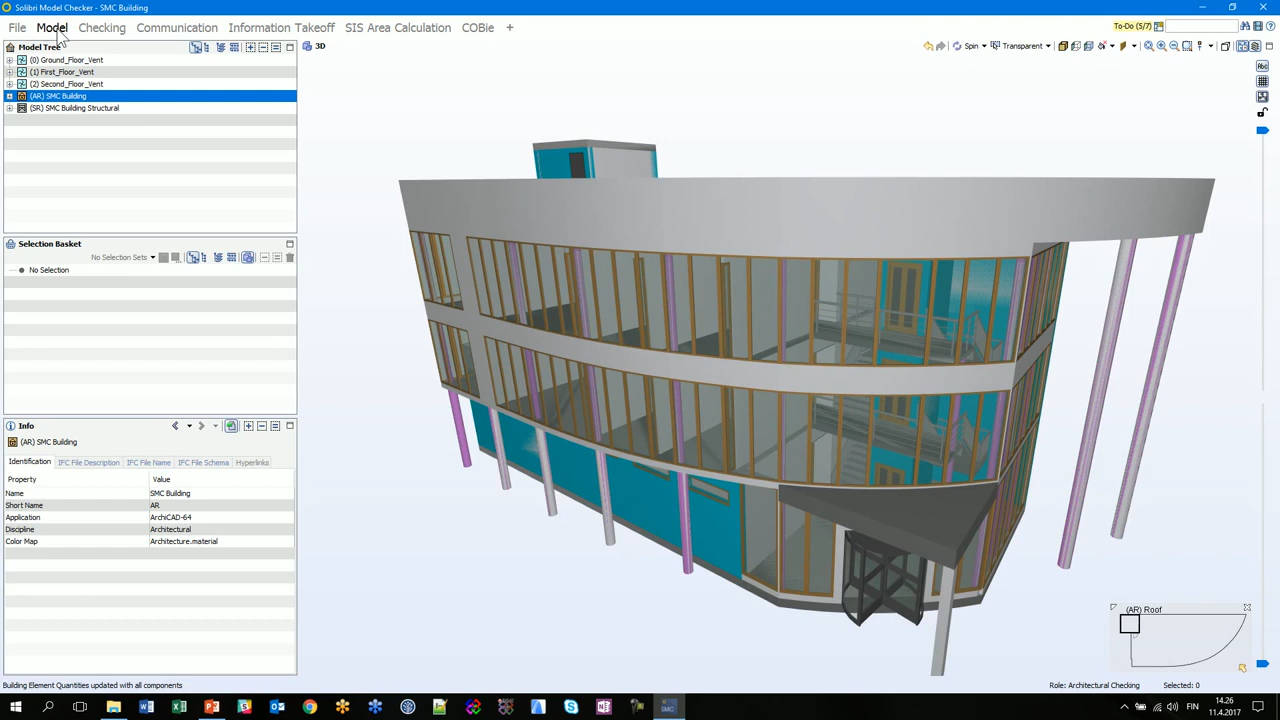 Solibri Model Checker - SMC Building
File Model Checking Communication Information Takeoff SIS Area Calculation COBie +
To-Do (S/7)
Model Tree
(0) Ground_Floor_Vent
(1) First_Floor_Vent
(2) Second_Floor_Vent
(AR) SMC Building
(SR) SMC Building Structural
Selection Basket
No Selection Sets
No Selection
Info
(AR) SMC Building
Identification IFC File Description IFC File Name IFC File Schema Hyperlinks
Property Value
Name SMC Building
Short Name AR
Application ArchiCAD-64
Discipline Architectural
Color Map Architecture.material
3D
Spin Transparent
Abc
(AR) Roof
Building Element Quantities updated with all components
Role: Architectural Checking Selected: 0
SMC
FIN
14.26
11.4.2017